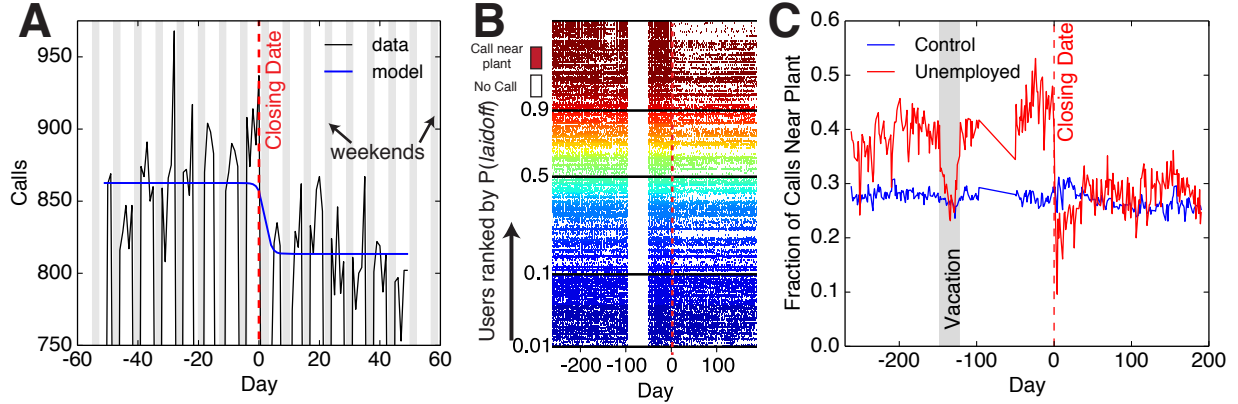 A
Calls
950
900
850
800
750
-60
-40
-20
0
20
40
60
Day
data
model
Closing Date
weekends
B
Call near
plant
No Call
Users ranked by P(laidoff)
0.9
0.5
0.1
0.01
-200
-100
0
100
Day
C
Fraction of Calls Near Plant
0.6
0.5
0.4
0.3
0.2
0.1
0.0
-200
-100
0
100
200
Day
Control
Unemployed
Vacation
Closing Date